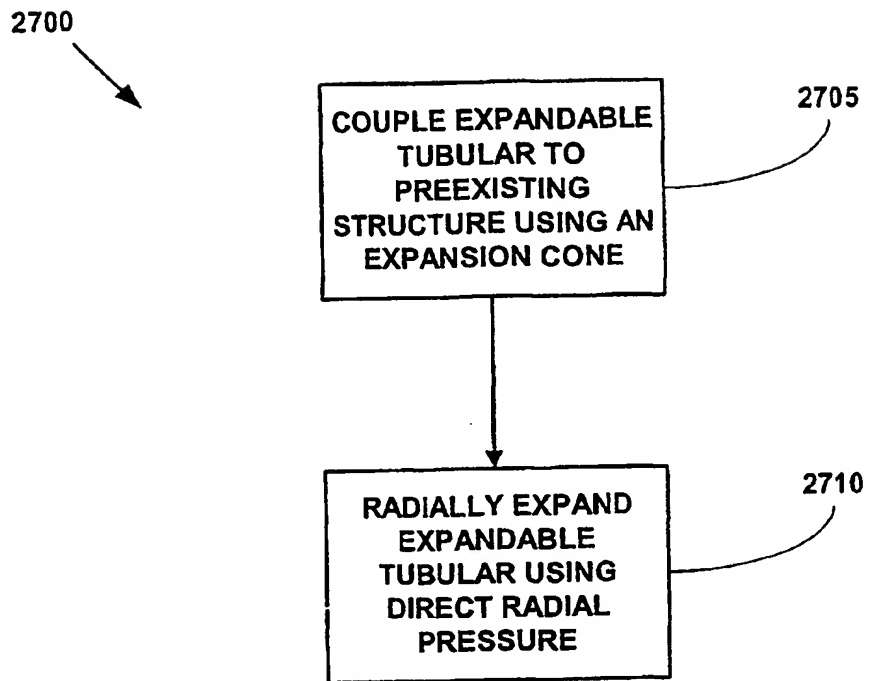 2700
COUPLE EXPANDABLE
TUBULAR TO
PREEXISTING
STRUCTURE USING AN
EXPANSION CONE
2705
RADIALLY EXPAND
EXPANDABLE
TUBULAR USING
DIRECT RADIAL
PRESSURE
2710